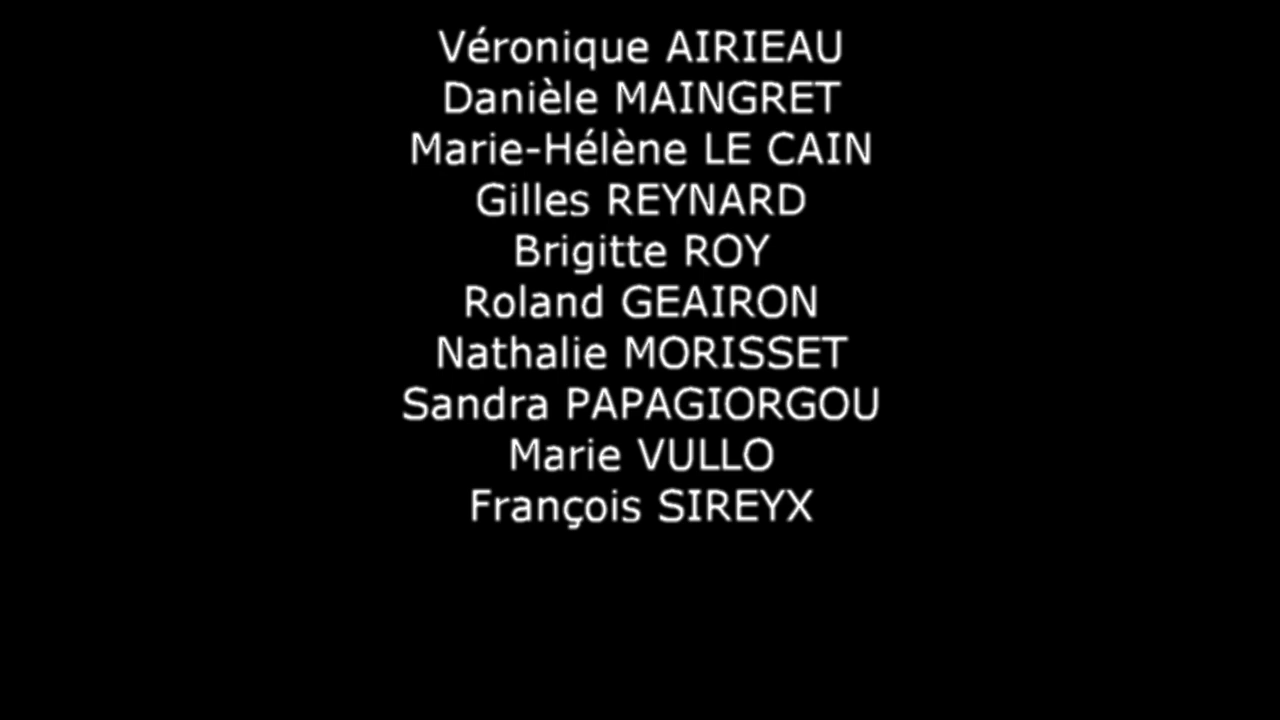 Véronique AIRIEAU
Danièle MAINGRET
Marie-Hélène LE CAIN
Gilles REYNARD
Brigitte ROY
Roland GEAIRON
Nathalie MORISSET
Sandra PAPAGIORGOU
Marie VULLO
François SIREYX